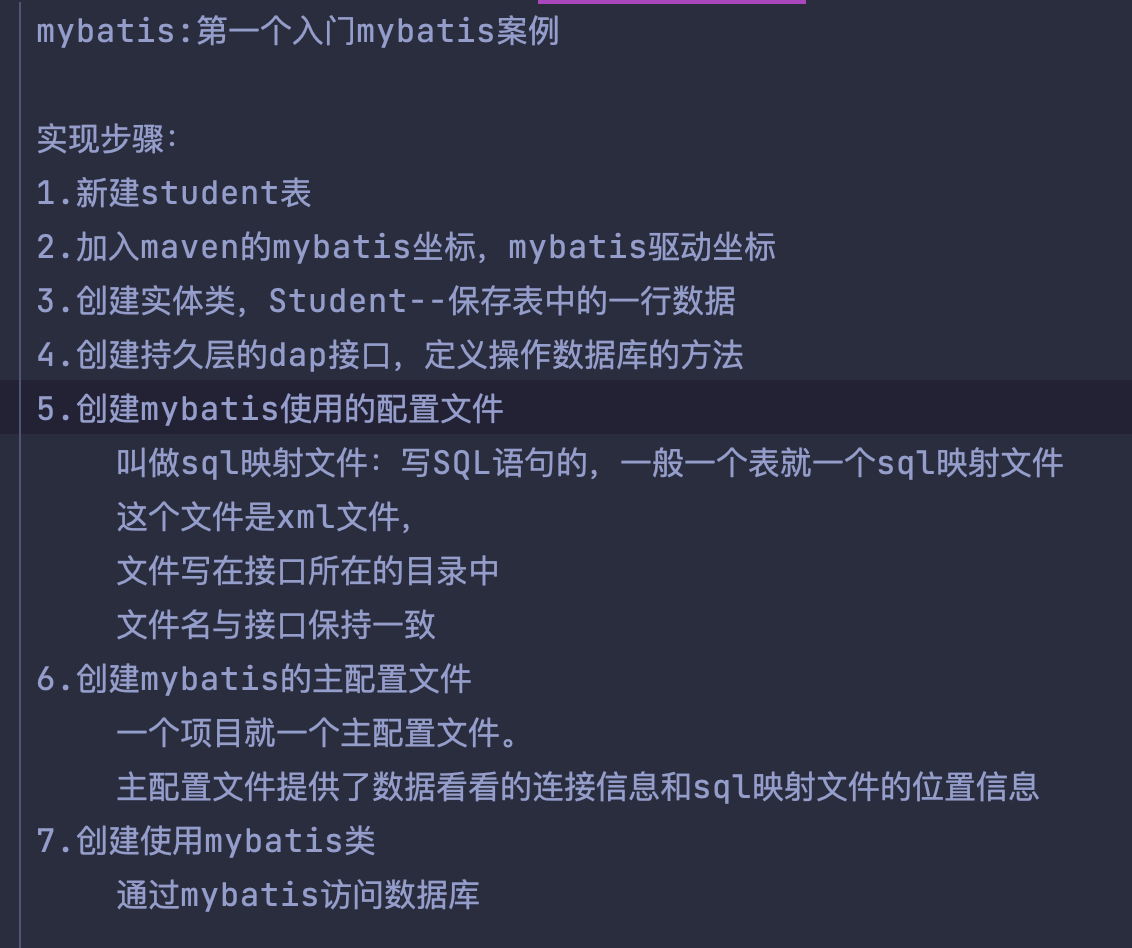 mybatis:第一个入门mybatis案例
实现步骤：
1.新建student表
2.加入maven的mybatis坐标，mybatis驱动坐标
3.创建实体类，Student--保存表中的一行数据
4.创建持久层的dap接口，定义操作数据库的方法
5.创建mybatis使用的配置文件
叫做sql映射文件：写SQL语句的，一般一个表就一个sql映射文件
这个文件是xml文件，
文件写在接口所在的目录中
文件名与接口保持一致
6.创建mybatis的主配置文件
一个项目就一个主配置文件。
主配置文件提供了数据看看的连接信息和sql映射文件的位置信息
7.创建使用mybatis类
通过mybatis访问数据库